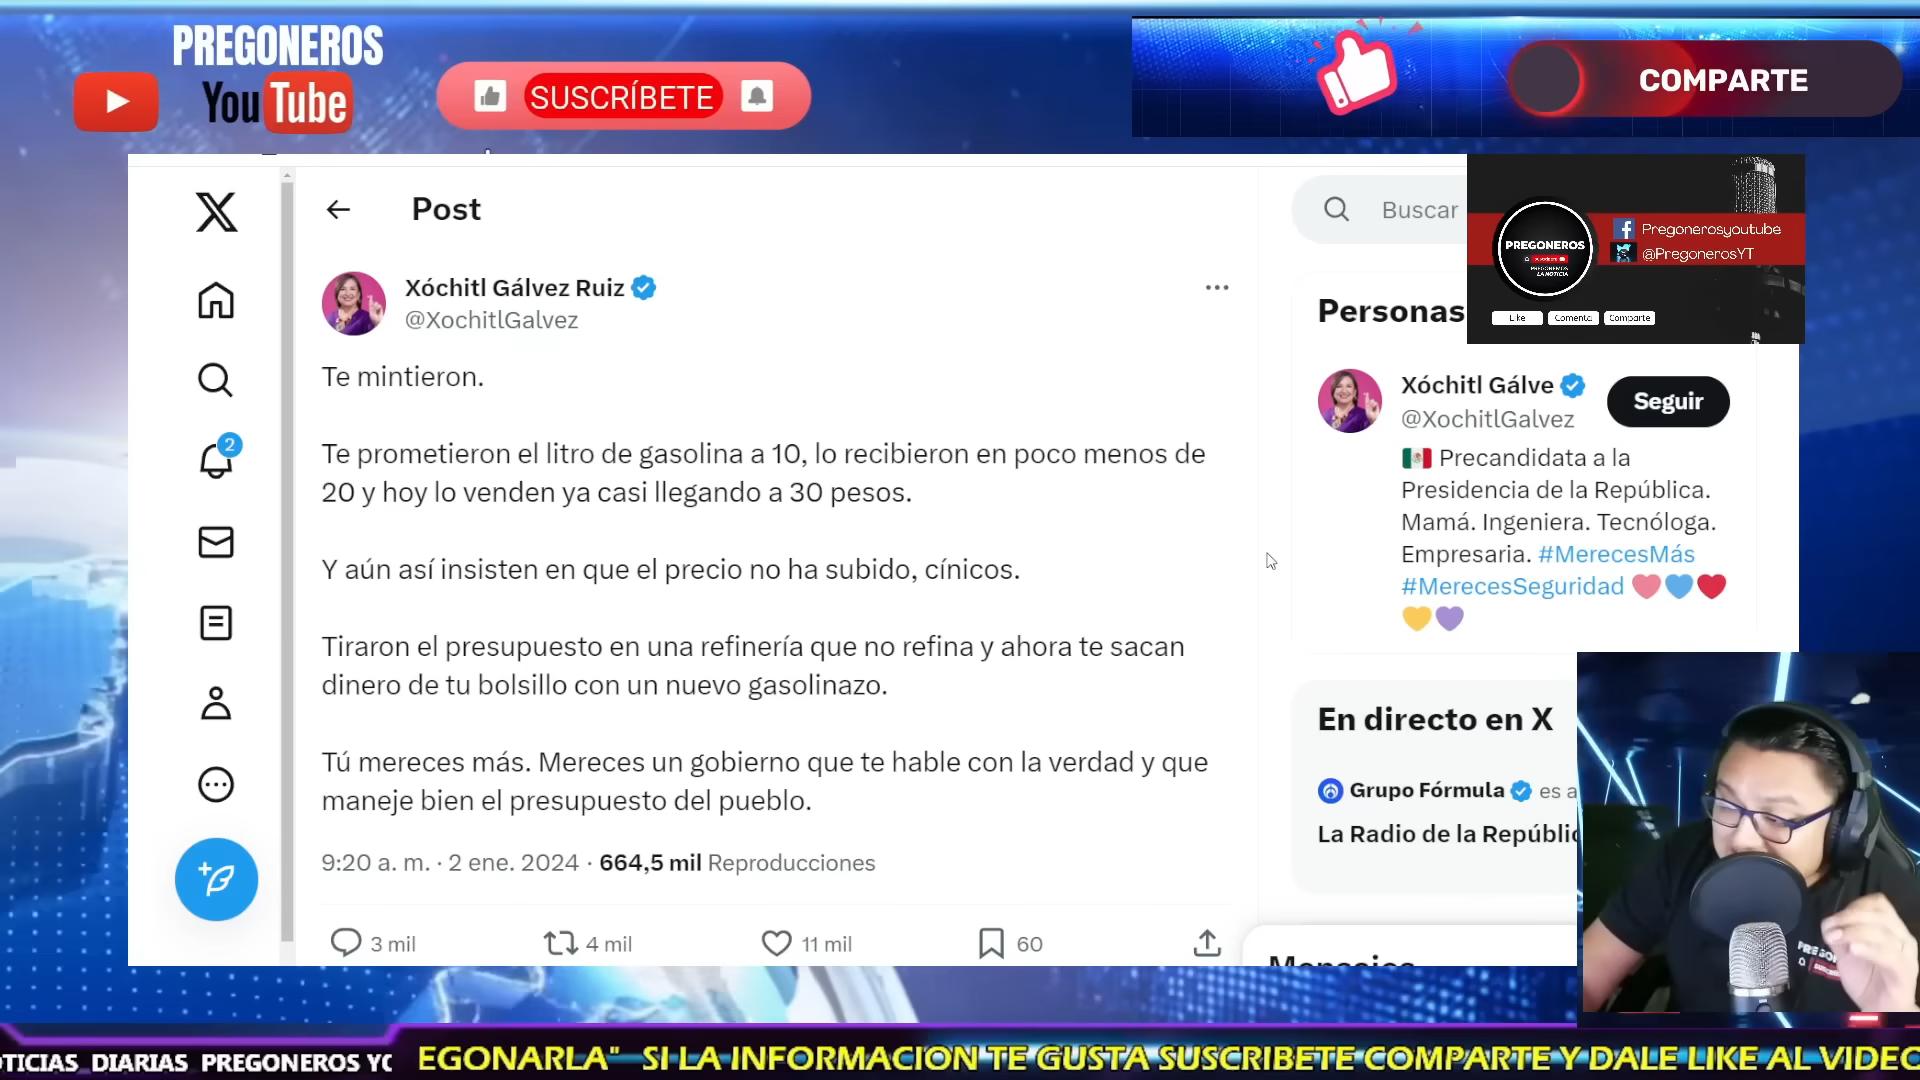 PREGONEROS
YouTube
SUSCRÍBETE
COMPARTE
Post
Buscar
PREGONEROS
Pregonerosyoutube
@PregonerosYT
Like Comenta Comparte
Xóchitl Gálvez Ruiz
@XochitlGalvez
Te mintieron.
Te prometieron el litro de gasolina a 10, lo recibieron en poco menos de
20 y hoy lo venden ya casi llegando a 30 pesos.
Y aún así insisten en que el precio no ha subido, cínicos.
Tiraron el presupuesto en una refinería que no refina y ahora te sacan
dinero de tu bolsillo con un nuevo gasolinazo.
Tú mereces más. Mereces un gobierno que te hable con la verdad y que
maneje bien el presupuesto del pueblo.
9:20 a. m. · 2 ene. 2024 · 664,5 mil Reproducciones
3 mil 4 mil 11 mil 60
2
Personas
Xóchitl Gálve
@XochitlGalvez
Seguir
Precandidata a la
Presidencia de la República.
Mamá. Ingeniera. Tecnóloga.
Empresaria. #MerecesMás
#MerecesSeguridad
En directo en X
Grupo Fórmula es a
La Radio de la Repúblic
Mensajes
OTICIAS DIARIAS PREGONEROS YO
EGONARLA" SI LA INFORMACION TE GUSTA SUSCRIBETE COMPARTE Y DALE LIKE AL VIDEO